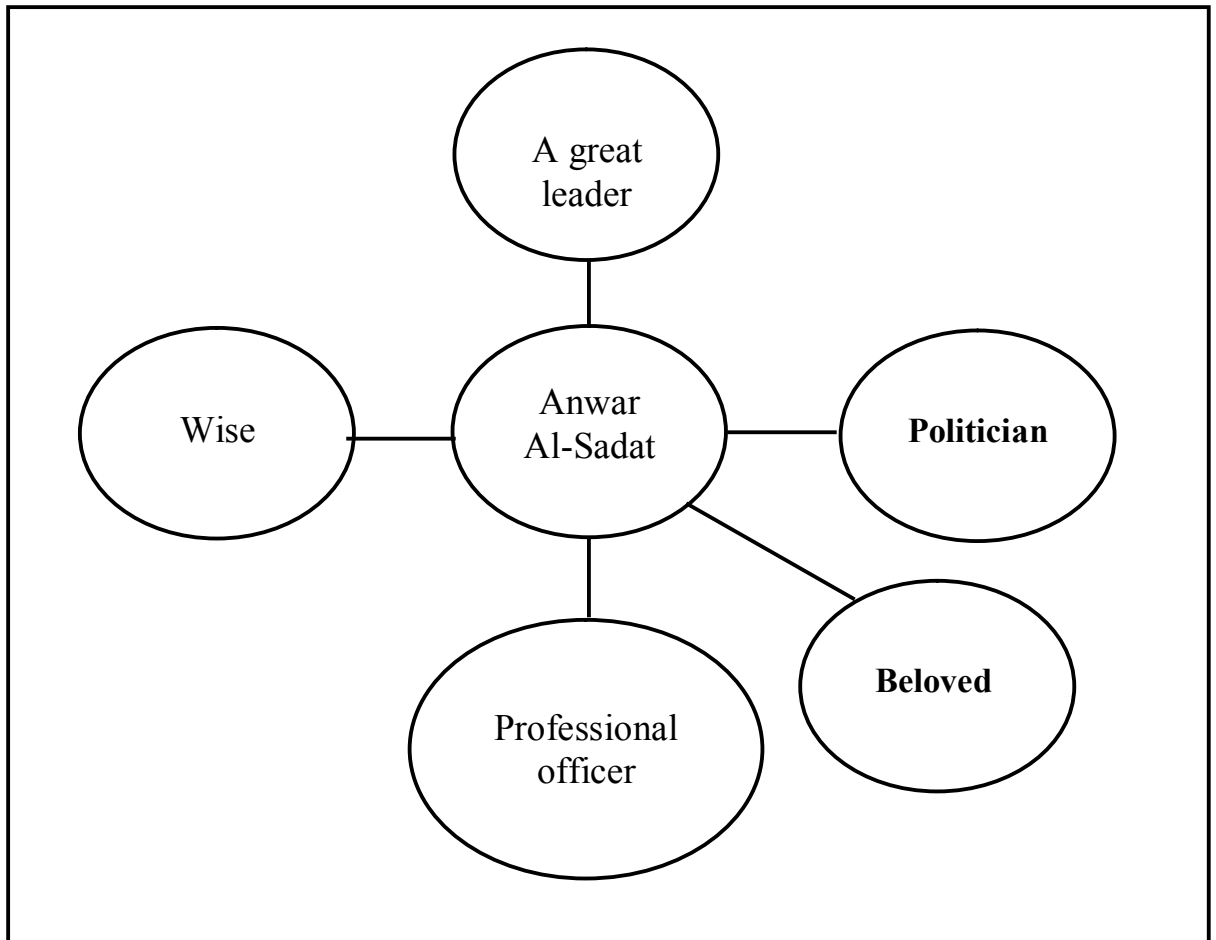 A great
leader
Wise
Anwar
Al-Sadat
Politician
Beloved
Professional
officer